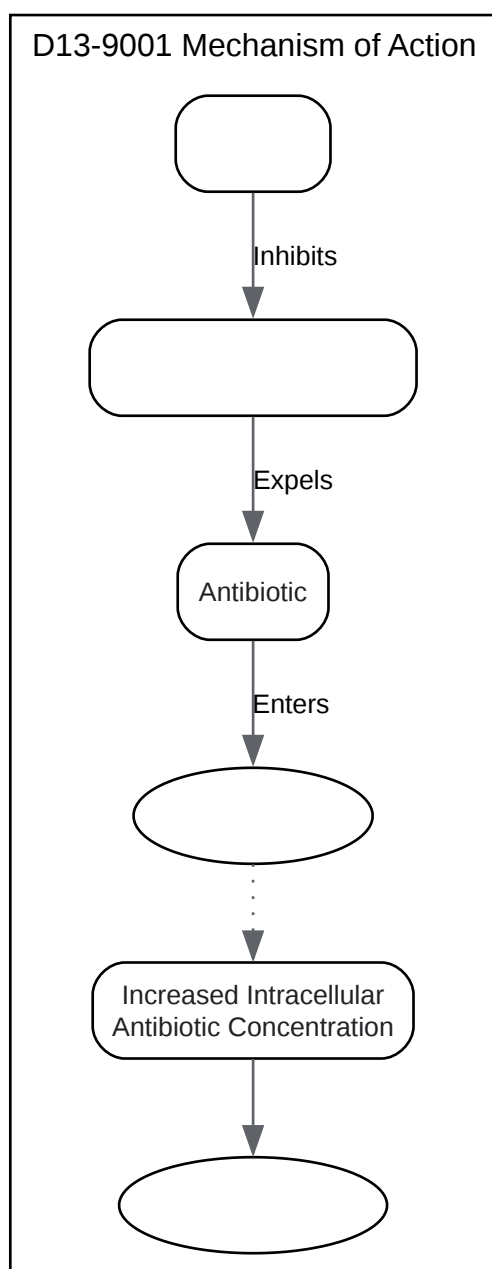 D13-9001 Mechanism of Action
Inhibits
Expels
Antibiotic
Enters
Increased Intracellular
Antibiotic Concentration